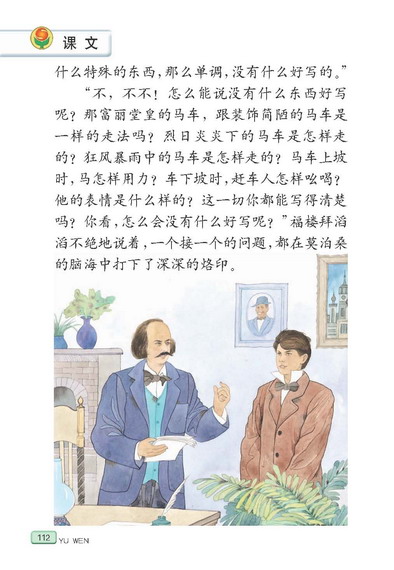 课文
什么特殊的东西，那么单调，没有什么好写的。”
“不，不不！怎么能说没有什么东西好写
呢？那富丽堂皇的马车，跟装饰简陋的马车是
一样的走法吗？烈日炎炎下的马车是怎样走
的？狂风暴雨中的马车是怎样走的？马车上坡
时，马怎样用力？车下坡时，赶车人怎样吆喝？
他的表情是什么样的？这一切你都能写得清楚
吗？你看，怎么会没有什么好写呢？”福楼拜滔
滔不绝地说着，一个接一个的问题，都在莫泊桑
的脑海中打下了深深的烙印。
112
YU WEN